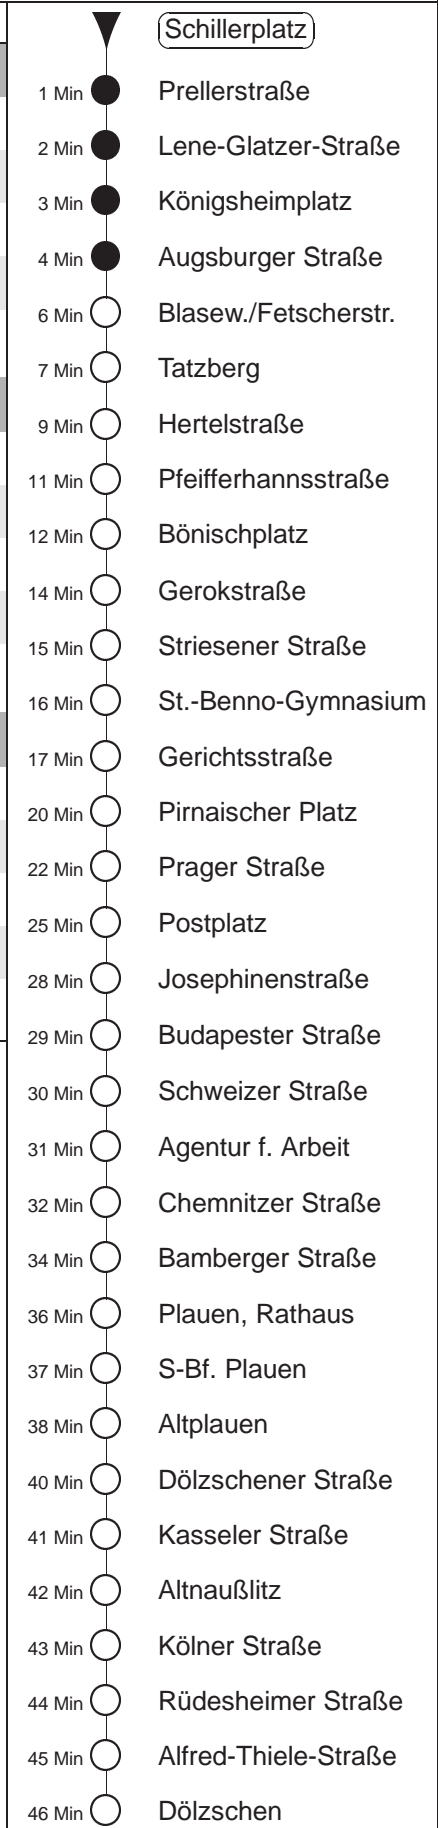 Schillerplatz
1 Min Prellerstraße
2 Min Lene-Glatzer-Straße
3 Min Königsheimplatz
4 Min Augsburger Straße
6 Min Blasew./Fetscherstr.
7 Min Tatzberg
9 Min Hertelstraße
11 Min Pfeifferhannsstraße
12 Min Bönischplatz
14 Min Gerokstraße
15 Min Striesener Straße
16 Min St.-Benno-Gymnasium
17 Min Gerichtsstraße
20 Min Pirnaischer Platz
22 Min Prager Straße
25 Min Postplatz
28 Min Josephinenstraße
29 Min Budapester Straße
30 Min Schweizer Straße
31 Min Agentur f. Arbeit
32 Min Chemnitzer Straße
34 Min Bamberger Straße
36 Min Plauen, Rathaus
37 Min S-Bf. Plauen
38 Min Altplauen
40 Min Dölzschener Straße
41 Min Kasseler Straße
42 Min Altnaußlitz
43 Min Kölner Straße
44 Min Rüdesheimer Straße
45 Min Alfred-Thiele-Straße
46 Min Dölzschen